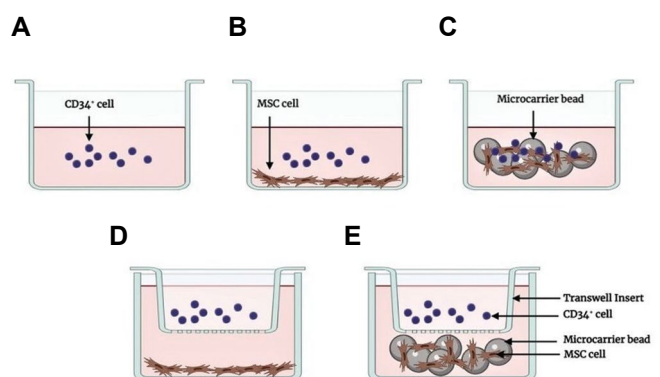 A
B
C
CD34⁺ cell
MSC cell
Microcarrier bead
D
E
Transwell Insert
CD34⁺ cell
Microcarrier bead
MSC cell